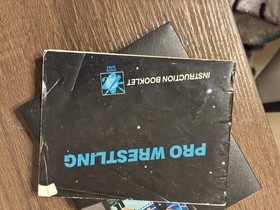 PRO WRESTLING
INSTRUCTION BOOKLET